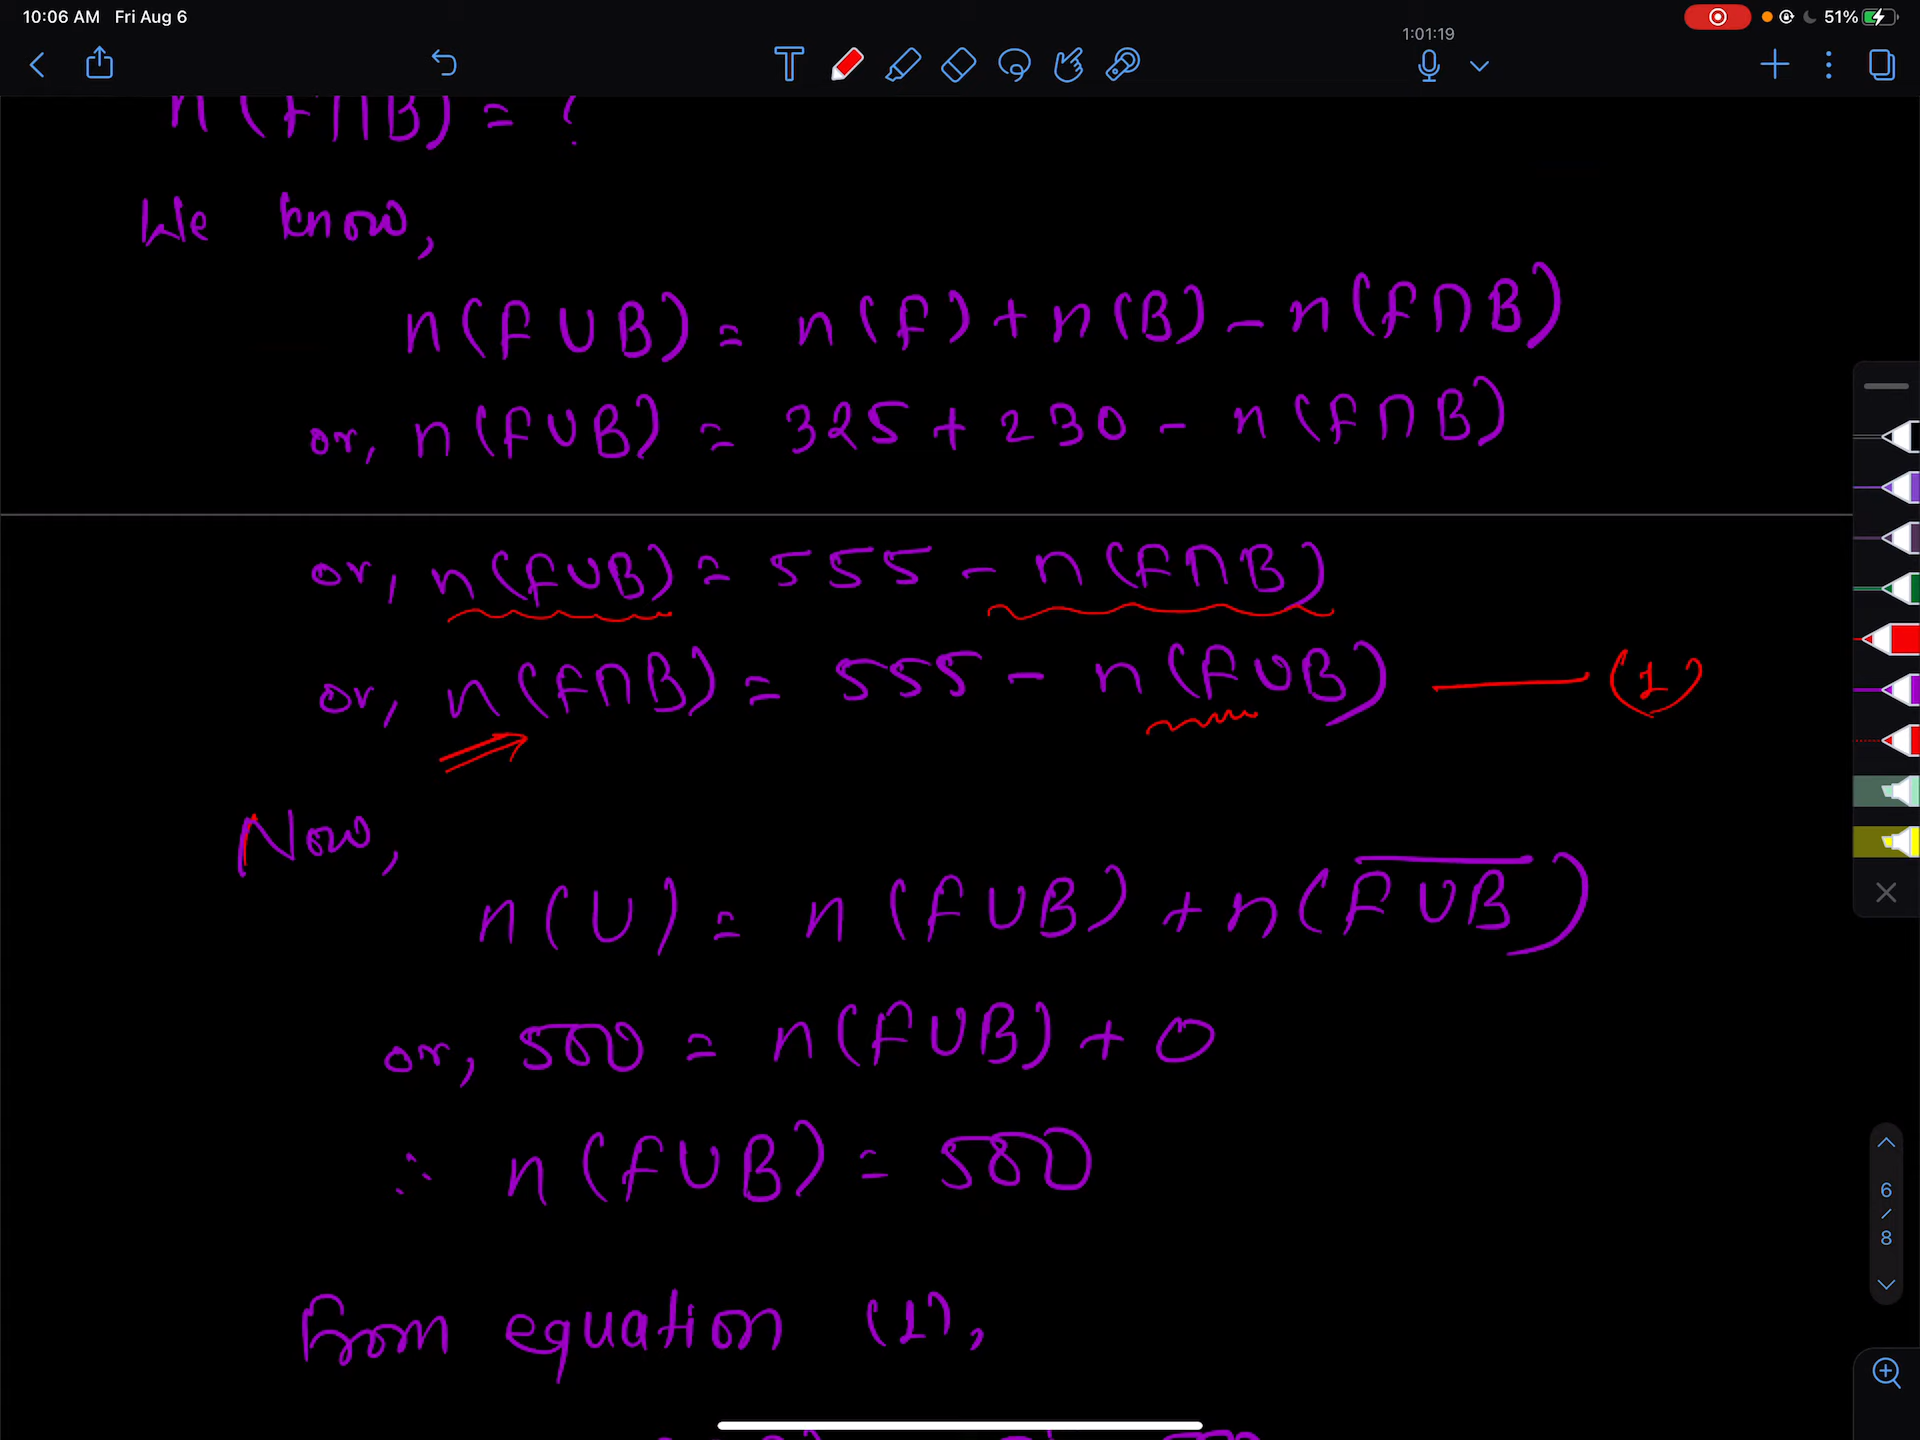 10:06 AM Fri Aug 6
51%
1:01:19
T
n(F∩B) = ?
We know,
n(F∪B) = n(F) + n(B) - n(F∩B)
or, n(F∪B) = 325 + 230 - n(F∩B)
or, n(F∪B) = 555 - n(F∩B)
or, n(F∩B) = 555 - n(F∪B) — (1)
Now,
n(U) = n(F∪B) + n(F̅ ̅∪̅ ̅B̅)
or, 500 = n(F∪B) + 0
∴ n(F∪B) = 500
From equation (1),
6
/
8